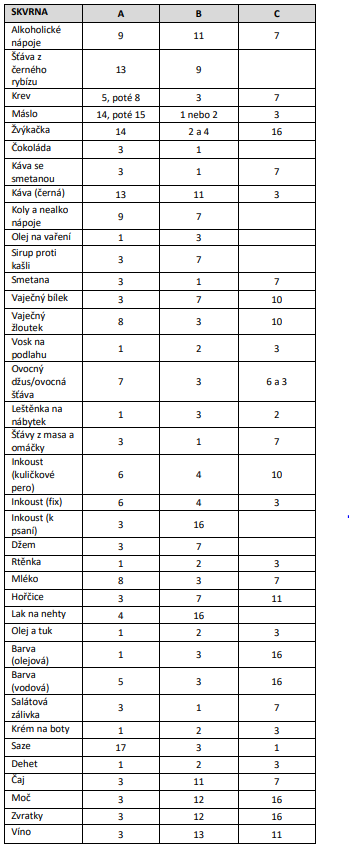 SKVRNA A B C
Alkoholické nápoje 9 11 7
Šťáva z černého rybízu 13 9
Krev 5, poté 8 3 7
Máslo 14, poté 15 1 nebo 2 3
Žvýkačka 14 2 a 4 16
Čokoláda 3 1
Káva se smetanou 3 1 7
Káva (černá) 13 11 3
Koly a nealko nápoje 9 7
Olej na vaření 1 3
Sirup proti kašli 3 7
Smetana 3 1 7
Vaječný bílek 3 7 10
Vaječný žloutek 8 3 10
Vosk na podlahu 1 2 3
Ovocný džus/ovocná šťáva 7 3 6 a 3
Leštěnka na nábytek 1 3 2
Šťávy z masa a omáčky 3 1 7
Inkoust (kuličkové pero) 6 4 10
Inkoust (fix) 6 4 3
Inkoust (k psaní) 3 16
Džem 3 7
Rtěnka 1 2 3
Mléko 8 3 7
Hořčice 3 7 11
Lak na nehty 4 16
Olej a tuk 1 2 3
Barva (olejová) 1 3 16
Barva (vodová) 5 3 16
Salátová zálivka 3 1 7
Krém na boty 1 2 3
Saze 17 3 1
Dehet 1 2 3
Čaj 3 11 7
Moč 3 12 16
Zvratky 3 12 16
Víno 3 13 11